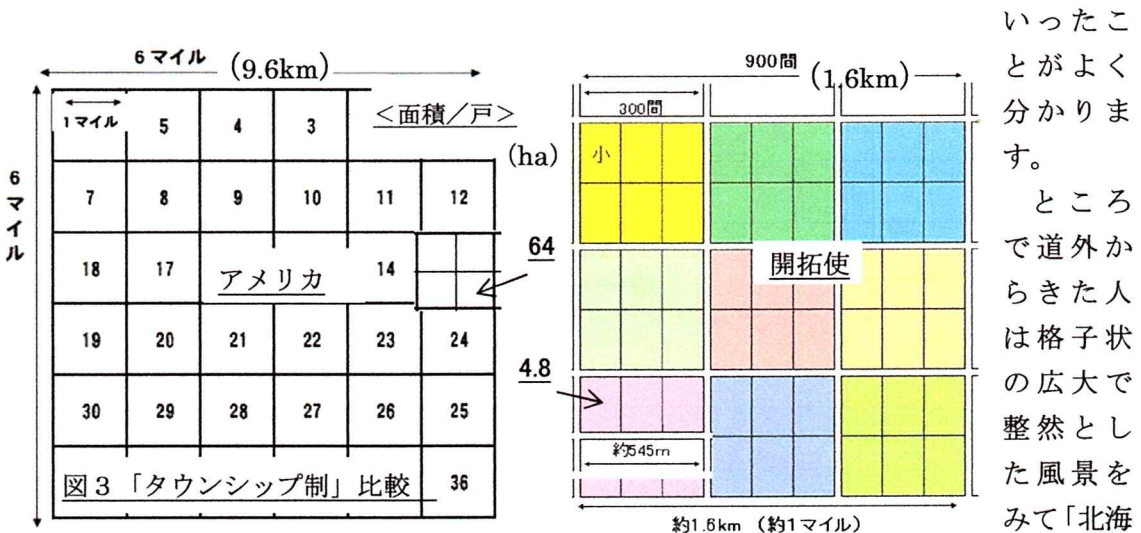 6マイル (9.6km)
1マイル 5 4 3 <面積/戸>
(ha)
6マイル
7 8 9 10 11 12
18 17 アメリカ 14 64
19 20 21 22 23 24
30 29 28 27 26 25
図3「タウンシップ制」比較 36
900間 (1.6km)
300間
小
開拓使
4.8
約545m
約1.6km (約1マイル)
いったこ
とがよく
分かりま
す。
ところ
で道外か
らきた人
は格子状
の広大で
整然とし
た風景を
みて「北海